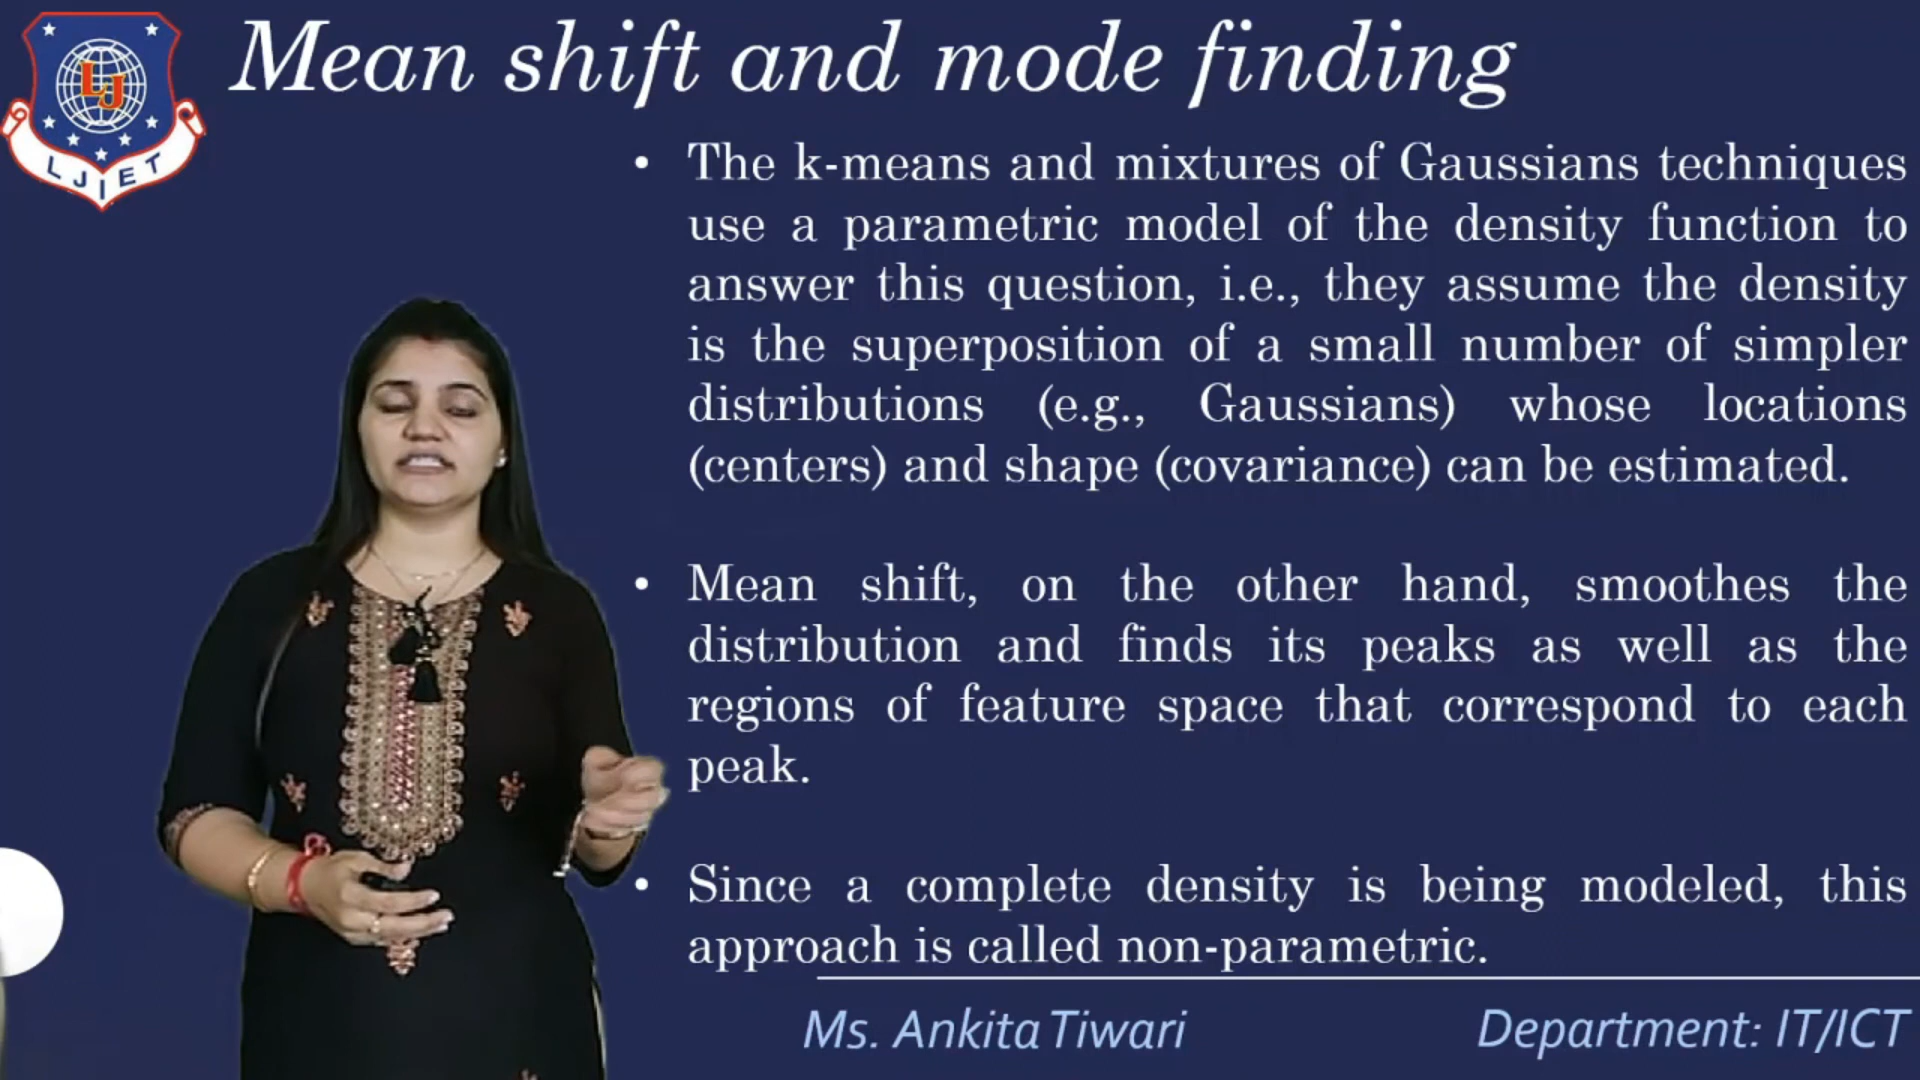 Mean shift and mode finding
LJ
LJIET
• The k-means and mixtures of Gaussians techniques
use a parametric model of the density function to
answer this question, i.e., they assume the density
is the superposition of a small number of simpler
distributions (e.g., Gaussians) whose locations
(centers) and shape (covariance) can be estimated.
• Mean shift, on the other hand, smoothes the
distribution and finds its peaks as well as the
regions of feature space that correspond to each
peak.
• Since a complete density is being modeled, this
approach is called non-parametric.
Ms. Ankita Tiwari
Department: IT/ICT